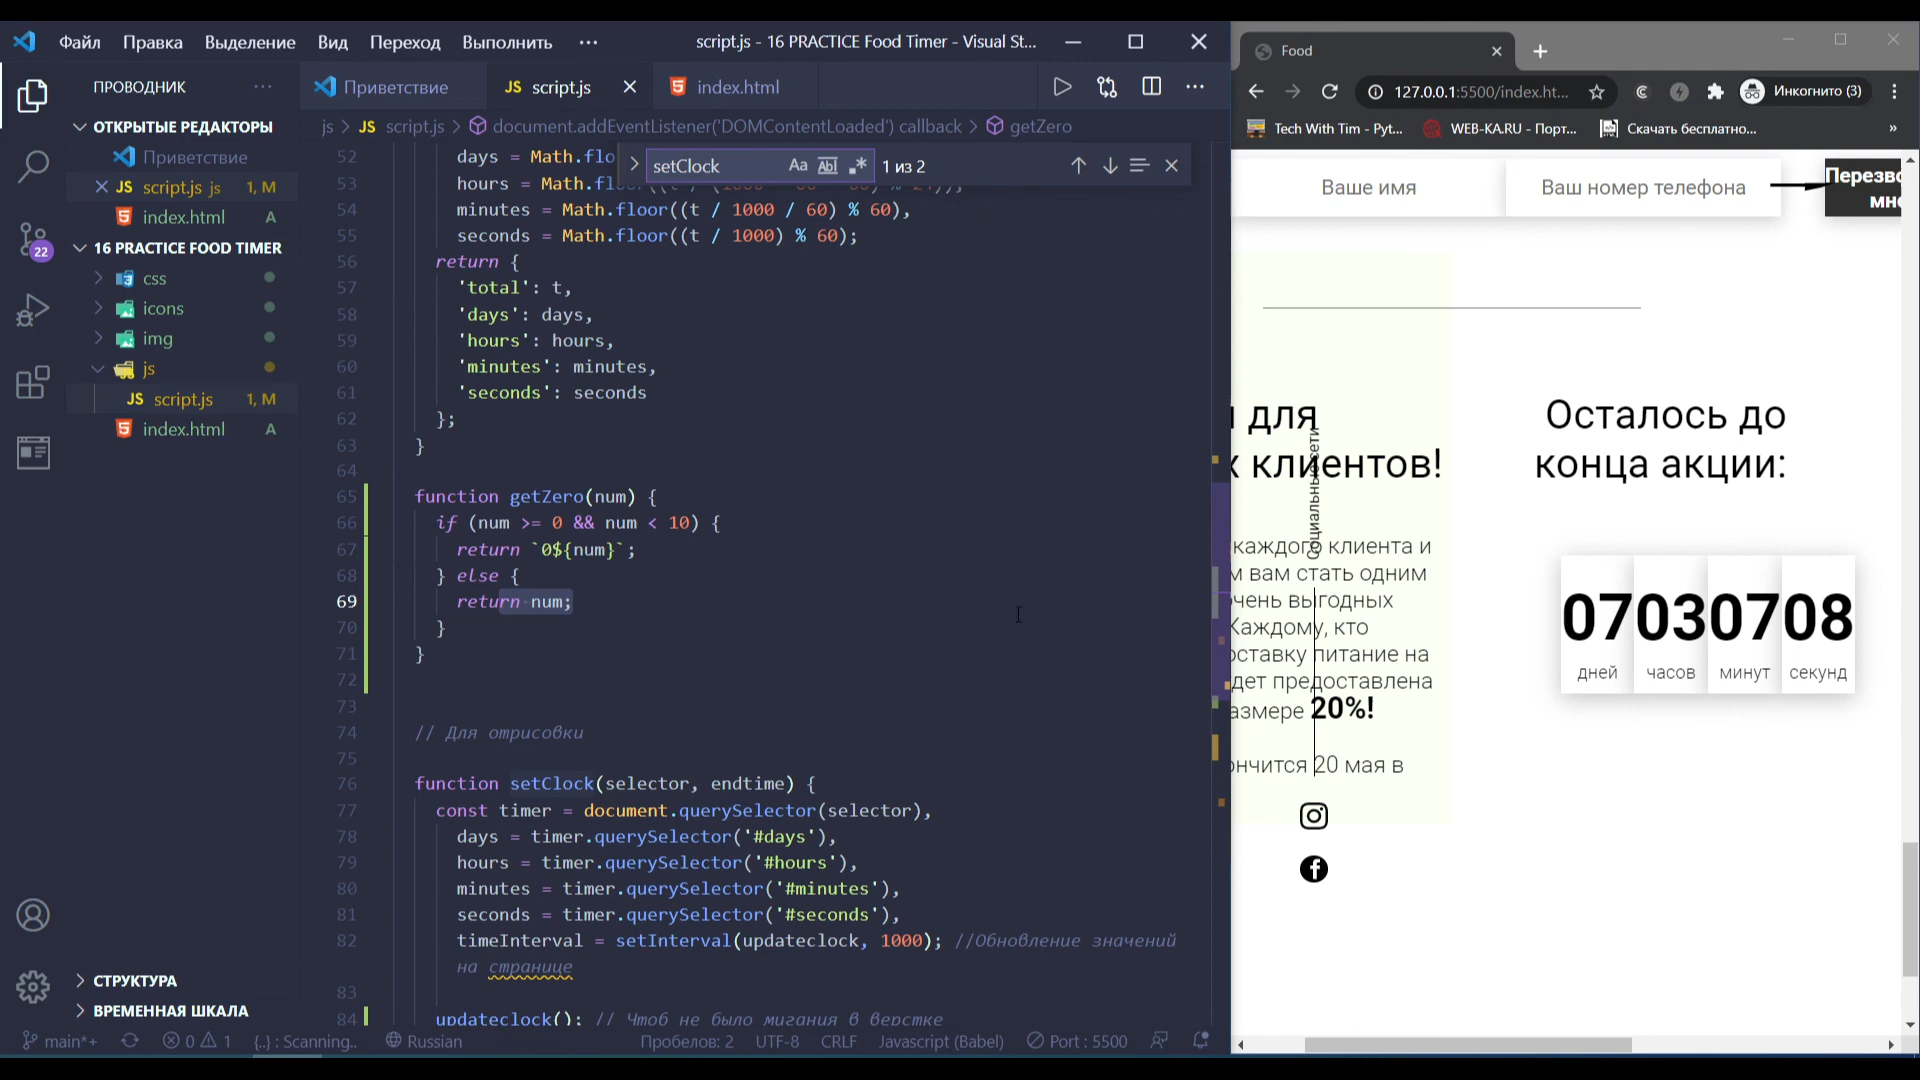 Файл Правка Выделение Вид Переход Выполнить ··· script.js - 16 PRACTICE Food Timer - Visual St...
ПРОВОДНИК ···
Приветствие JS script.js index.html
js > JS script.js > document.addEventListener('DOMContentLoaded') callback > getZero
setClock Aa Abl .* 1 из 2
ОТКРЫТЫЕ РЕДАКТОРЫ
Приветствие
JS script.js js 1, M
index.html A
16 PRACTICE FOOD TIMER
css
icons
img
js
JS script.js 1, M
index.html A
СТРУКТУРА
ВРЕМЕННАЯ ШКАЛА
22
52 days = Math.flo
53 hours = Math.fl
54 minutes = Math.floor((t / 1000 / 60) % 60),
55 seconds = Math.floor((t / 1000) % 60);
56 return {
57 'total': t,
58 'days': days,
59 'hours': hours,
60 'minutes': minutes,
61 'seconds': seconds
62 };
63 }
64
65 function getZero(num) {
66 if (num >= 0 && num < 10) {
67 return `0${num}`;
68 } else {
69 return num;
70 }
71 }
72
73
74 // Для отрисовки
75
76 function setClock(selector, endtime) {
77 const timer = document.querySelector(selector),
78 days = timer.querySelector('#days'),
79 hours = timer.querySelector('#hours'),
80 minutes = timer.querySelector('#minutes'),
81 seconds = timer.querySelector('#seconds'),
82 timeInterval = setInterval(updateclock, 1000); //Обновление значений
на странице
83
84 updateclock(); // Чтоб не было мигания в верстке
main*+ 0 1 {..} : Scanning.. Russian Пробелов: 2 UTF-8 CRLF Javascript (Babel) Port : 5500
Food
127.0.0.1:5500/index.ht... Инкогнито (3)
Tech With Tim - Pyt... WEB-KA.RU - Порт... Скачать бесплатно... »
Ваше имя Ваш номер телефона Перезво
мне
для
клиентов!
Социальные сети
каждого клиента и
м вам стать одним
очень выгодных
Каждому, кто
оставку питание на
дет предоставлена
азмере 20%!
ончится 20 мая в
Осталось до
конца акции:
07 03 07 08
дней часов минут секунд